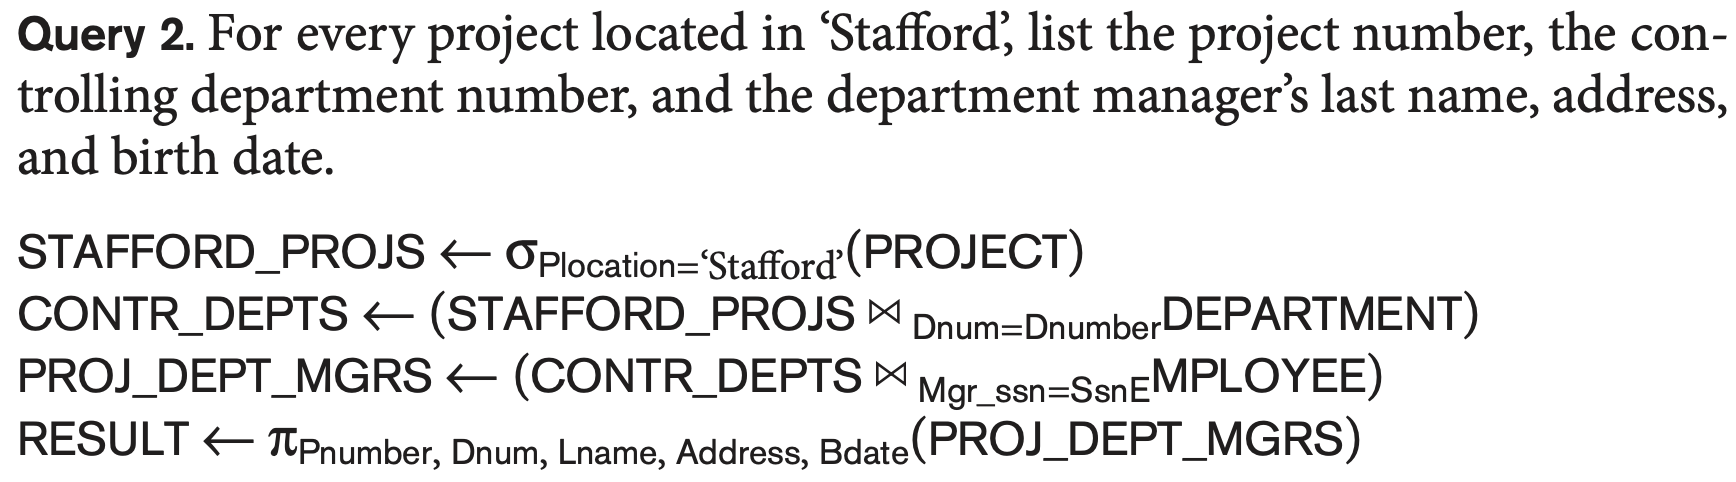 Query 2. For every project located in ‘Stafford’, list the project number, the con-
trolling department number, and the department manager’s last name, address,
and birth date.
STAFFORD_PROJS ← σPlocation=‘Stafford’(PROJECT)
CONTR_DEPTS ← (STAFFORD_PROJS ⋈ Dnum=DnumberDEPARTMENT)
PROJ_DEPT_MGRS ← (CONTR_DEPTS ⋈ Mgr_ssn=SsnEMPLOYEE)
RESULT ← πPnumber, Dnum, Lname, Address, Bdate(PROJ_DEPT_MGRS)